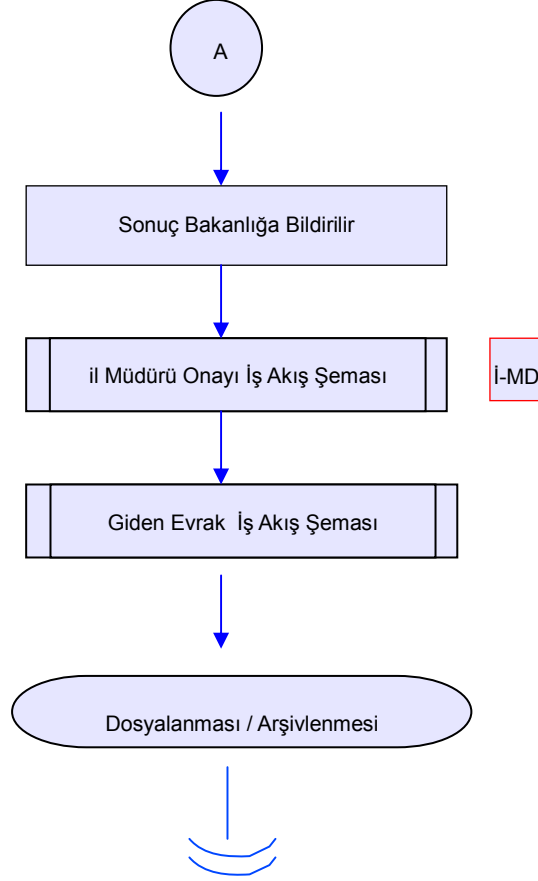 A
Sonuç Bakanlığa Bildirilir
il Müdürü Onayı İş Akış Şeması
İ-MD
Giden Evrak İş Akış Şeması
Dosyalanması / Arşivlenmesi